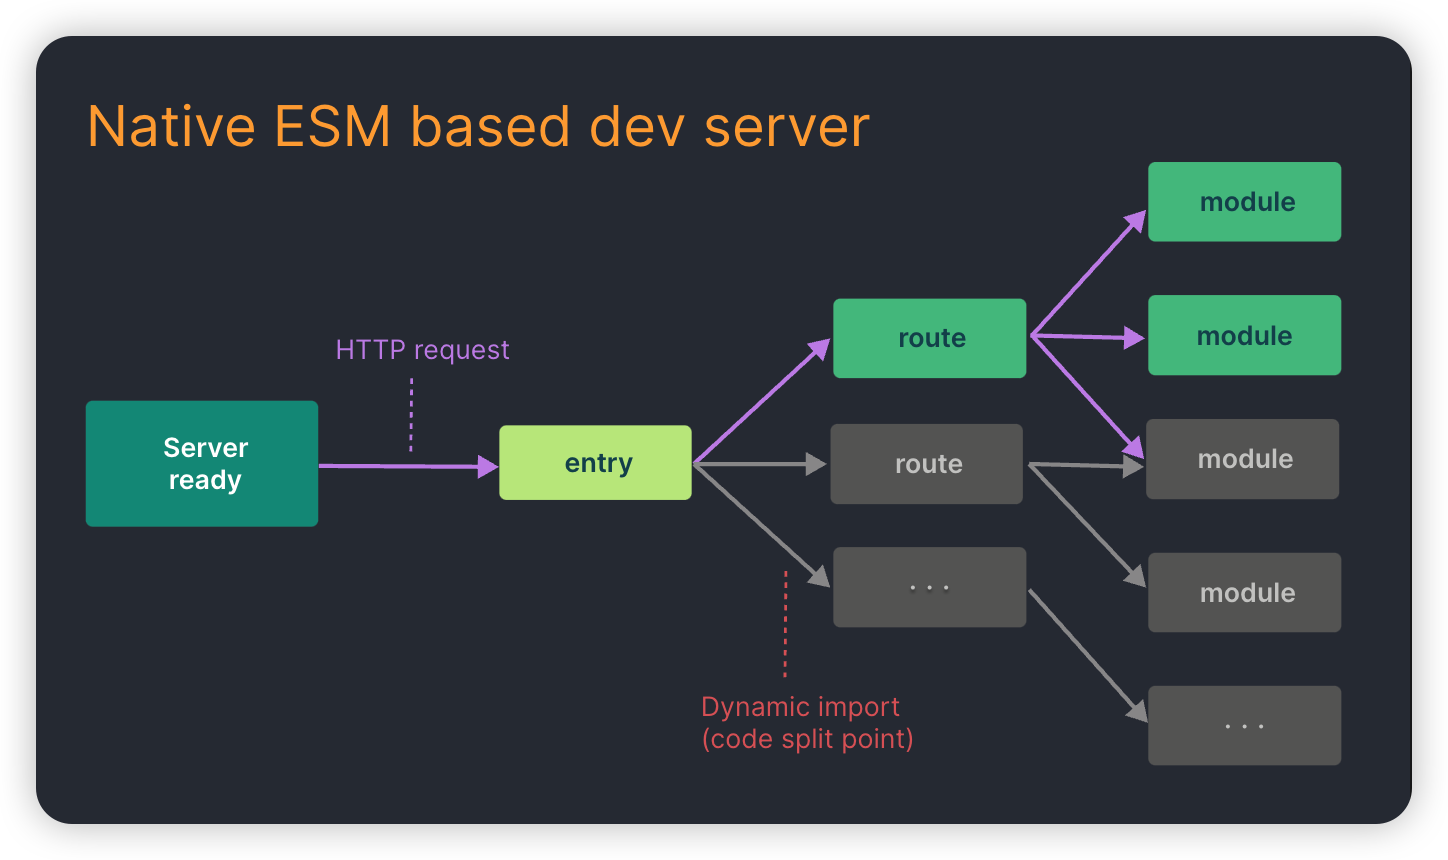 Native ESM based dev server
HTTP request
Server
ready
entry
route
route
. . .
module
module
module
module
. . .
Dynamic import
(code split point)